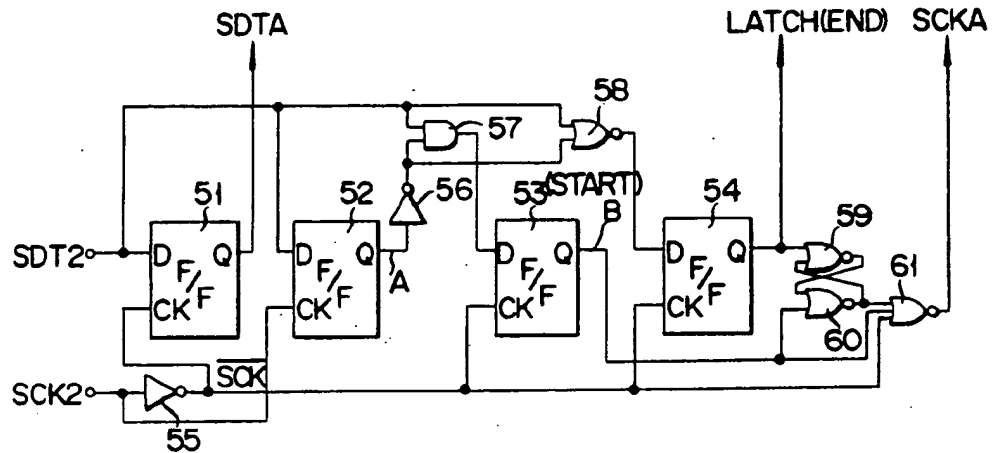 SDTA
LATCH(END) SCKA
58
57
51
52
56
53(START)
B
54
59
SDT2
D Q
F/F
CK
D Q
F/F
CK
A
D Q
F/F
CK
D Q
F/F
CK
61
60
SCK
SCK2
55